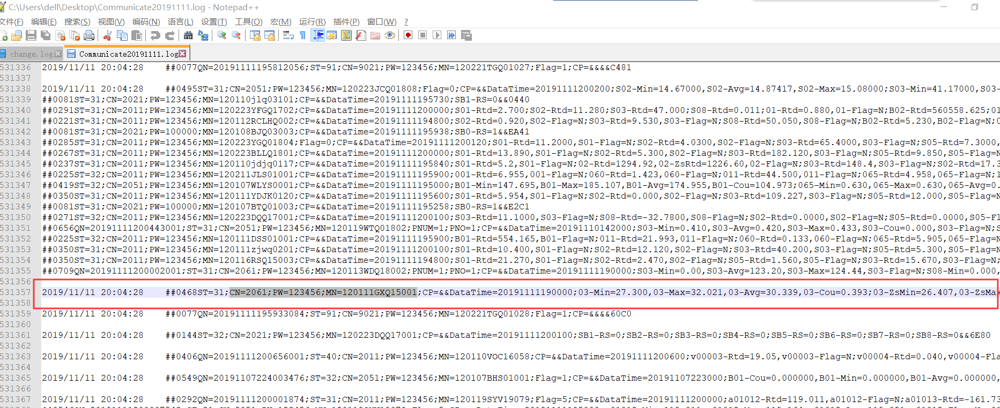 C:\Users\dell\Desktop\Communicate20191111.log - Notepad++
文件(F) 编辑(E) 搜索(S) 视图(V) 编码(N) 语言(L) 设置(T) 工具(O) 宏(M) 运行(R) 插件(P) 窗口(W) ?
change.log Communicate20191111.log
531336 2019/11/11 20:04:28 ##0077QN=20191111195812056;ST=91;CN=9021;PW=123456;MN=120221TGQ01027;Flag=1;CP=&&&&C481
531337
531338 2019/11/11 20:04:28 ##0495ST=31;CN=2051;PW=123456;MN=120223JCQ01808;Flag=0;CP=&&DataTime=20191111200200;S02-Min=14.67000,S02-Avg=14.87417,S02-Max=15.08000;S03-Min=41.17000,S03-
531339 ##0081ST=31;CN=2021;PW=123456;MN=120110jlq03101;CP=&&DataTime=20191111195730;SB1-RS=0&&0440
531340 ##0291ST=31;CN=2011;PW=123456;MN=120223YFGQ1702;CP=&&DataTime=20191111200000;S01-Rtd=2.700;S02-Rtd=11.280;S03-Rtd=47.000;S08-Rtd=0.011;01-Rtd=0.880,01-Flag=N;B02-Rtd=560558.625;01
531341 ##0221ST=31;CN=2011;PW=123456;MN=120112RCLHQ002;CP=&&DataTime=20191111194800;S02-Rtd=0.920,S02-Flag=N;S03-Rtd=9.530,S03-Flag=N;S08-Rtd=50.050,S08-Flag=N;B02-Rtd=5.230,B02-Flag=N;0
531342 ##0081ST=31;CN=2021;PW=100000;MN=120108BJQ03003;CP=&&DataTime=20191111195938;SB0-RS=1&&EA41
531343 ##0285ST=31;CN=2011;PW=123456;MN=120223YGQ01804;Flag=0;CP=&&DataTime=20191111200120;S01-Rtd=11.2000,S01-Flag=N;S02-Rtd=4.0300,S02-Flag=N;S03-Rtd=65.4000,S03-Flag=N;S05-Rtd=7.3000,
531344 ##0267ST=31;CN=2011;PW=123456;MN=120223BLLQ1801;CP=&&DataTime=20191111200000;S01-Rtd=13.890,S01-Flag=N;S02-Rtd=5.300,S02-Flag=N;S03-Rtd=182.120,S03-Flag=N;S05-Rtd=9.850,S05-Flag=N
531345 ##0237ST=31;CN=2011;PW=123456;MN=120110jdjq0117;CP=&&DataTime=20191111195840;S01-Rtd=5.2,S01-Flag=N;02-Rtd=1294.92,02-ZsRtd=1226.60,02-Flag=N;S03-Rtd=148.4,S03-Flag=N;S02-Rtd=17.3
531346 ##0225ST=32;CN=2011;PW=123456;MN=120211JLS01001;CP=&&DataTime=20191111195900;001-Rtd=6.955,001-Flag=N;060-Rtd=1.423,060-Flag=N;011-Rtd=44.500,011-Flag=N;065-Rtd=4.958,065-Flag=N;1
531347 ##0419ST=32;CN=2051;PW=123456;MN=120107WLYS0001;CP=&&DataTime=20191111195000;B01-Min=147.695,B01-Max=185.107,B01-Avg=174.955,B01-Cou=104.973;065-Min=0.630,065-Max=0.630,065-Avg=0.
531348 ##0350ST=31;CN=2011;PW=123456;MN=120111YDJK0120;CP=&&DataTime=20191111195600;S01-Rtd=5.954,S01-Flag=N;S02-Rtd=0.000,S02-Flag=N;S03-Rtd=109.227,S03-Flag=N;S05-Rtd=12.000,S05-Flag=N
531349 ##0081ST=31;CN=2021;PW=100000;MN=120107BTQ01003;CP=&&DataTime=20191111195258;SB0-RS=1&&E2C1
531350 ##0271ST=32;CN=2011;PW=123456;MN=120223DQQ17001;CP=&&DataTime=20191111200100;S03-Rtd=11.1000,S03-Flag=N;S08-Rtd=-32.7800,S08-Flag=N;S02-Rtd=0.0000,S02-Flag=N;S05-Rtd=0.0000,S05-Fl
531351 ##0656QN=20191111200443001;ST=31;CN=2051;PW=123456;MN=120119WTQ01802;PNUM=1;PNO=1;CP=&&DataTime=20191110142000;S03-Min=0.410,S03-Avg=0.420,S03-Max=0.433,S03-Cou=0.000,S03-Flag=N;S
531352 ##0225ST=32;CN=2011;PW=123456;MN=120111DSS01001;CP=&&DataTime=20191111195900;B01-Rtd=554.165,B01-Flag=N;011-Rtd=21.993,011-Flag=N;060-Rtd=0.133,060-Flag=N;065-Rtd=5.905,065-Flag=N
531353 ##0350ST=31;CN=2011;PW=123456;MN=120111zjwq0201;CP=&&DataTime=20191111200100;S01-Rtd=10.400,S01-Flag=N;S02-Rtd=12.120,S02-Flag=N;S03-Rtd=40.200,S03-Flag=N;S05-Rtd=5.300,S05-Flag=N
531354 ##0350ST=31;CN=2011;PW=123456;MN=120116RSQ15003;CP=&&DataTime=20191111194800;S01-Rtd=21.270,S01-Flag=N;S02-Rtd=2.470,S02-Flag=N;S05-Rtd=1.560,S05-Flag=N;S03-Rtd=15.670,S03-Flag=N;
531355 ##0709QN=20191111200002001;ST=31;CN=2061;PW=123456;MN=120113WDQ18002;PNUM=1;PNO=1;CP=&&DataTime=20191111190000;S03-Min=0.00,S03-Avg=123.20,S03-Max=124.44,S03-Flag=N;S08-Min=0.000,
531356
531357 2019/11/11 20:04:28 ##0468ST=31;CN=2061;PW=123456;MN=120111GXQ15001;CP=&&DataTime=20191111190000;03-Min=27.300,03-Max=32.021,03-Avg=30.339,03-Cou=0.393;03-ZsMin=26.407,03-ZsMax
531358
531359 2019/11/11 20:04:28 ##0077QN=20191111195933084;ST=91;CN=9021;PW=123456;MN=120221TGQ01028;Flag=1;CP=&&&&60C0
531360
531361 2019/11/11 20:04:28 ##0144ST=32;CN=2021;PW=123456;MN=120223DQQ17001;CP=&&DataTime=20191111200100;SB1-RS=0;SB2-RS=0;SB3-RS=0;SB4-RS=0;SB5-RS=0;SB6-RS=0;SB7-RS=0;SB8-RS=0&&6E80
531362
531363 2019/11/11 20:04:28 ##0406QN=20191111200656001;ST=40;CN=2011;PW=123456;MN=120110VOC16058;CP=&&DataTime=20191111200600;v00003-Rtd=19.05,v00003-Flag=N;v00004-Rtd=0.040,v00004-Fla
531364
531365 2019/11/11 20:04:28 ##0549QN=20191107224003476;ST=32;CN=2051;PW=123456;MN=120107BHS01001;Flag=1;CP=&&DataTime=20191107223000;B01-Cou=0.000000,B01-Min=0.000000,B01-Avg=0.000000,
531366
531367 2019/11/11 20:04:28 ##0292QN=20191111200001874;ST=31;CN=2011;PW=123456;MN=120119SYV19079;Flag=5;CP=&&DataTime=20191111200000;a01012-Rtd=119.011,a01012-Flag=N;a01013-Rtd=-161.73